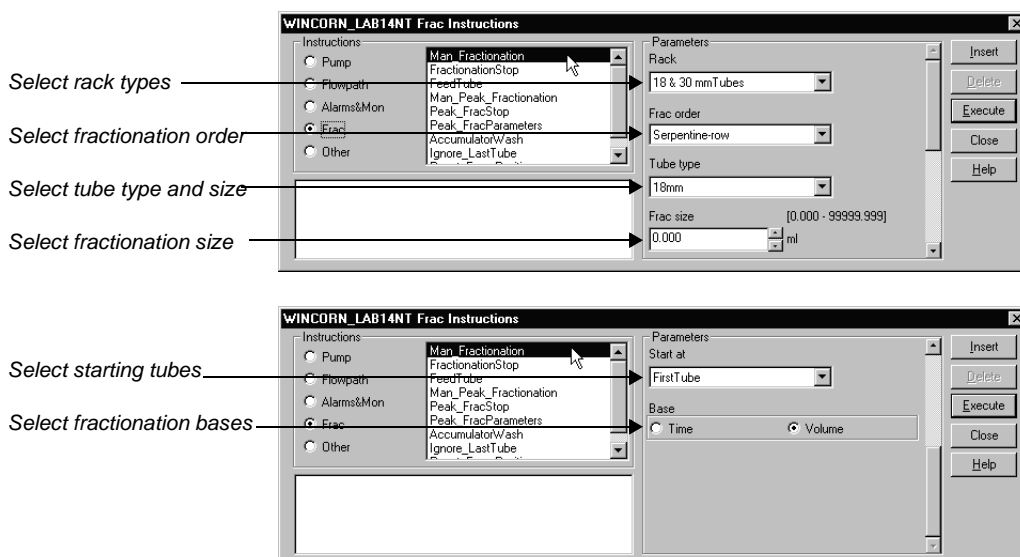 WINCORN_LAB14NT Frac Instructions
Instructions
Pump
Flowpath
Alarms&Mon
Frac
Other
Man_Fractionation
FractionationStop
FeedTube
Man_Peak_Fractionation
Peak_FracStop
Peak_FracParameters
AccumulatorWash
Ignore_LastTube
Parameters
Rack
18 & 30 mmTubes
Frac order
Serpentine-row
Tube type
18mm
Frac size [0.000 - 99999.999]
0.000 ml
Insert
Delete
Execute
Close
Help
Select rack types
Select fractionation order
Select tube type and size
Select fractionation size
WINCORN_LAB14NT Frac Instructions
Instructions
Pump
Flowpath
Alarms&Mon
Frac
Other
Man_Fractionation
FractionationStop
FeedTube
Man_Peak_Fractionation
Peak_FracStop
Peak_FracParameters
AccumulatorWash
Ignore_LastTube
Parameters
Start at
FirstTube
Base
Time Volume
Insert
Delete
Execute
Close
Help
Select starting tubes
Select fractionation bases